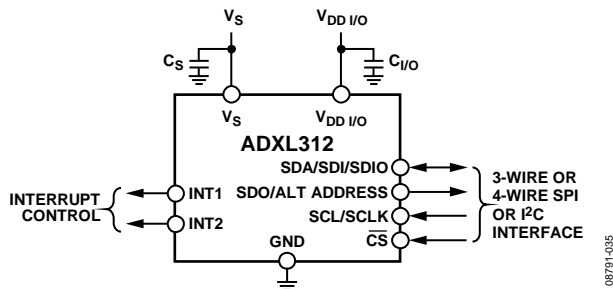 VS
VDD I/O
CS
CI/O
VS
VDD I/O
ADXL312
SDA/SDI/SDIO
SDO/ALT ADDRESS
SCL/SCLK
CS
INT1
INT2
GND
INTERRUPT
CONTROL
3-WIRE OR
4-WIRE SPI
OR I2C
INTERFACE
08791-035